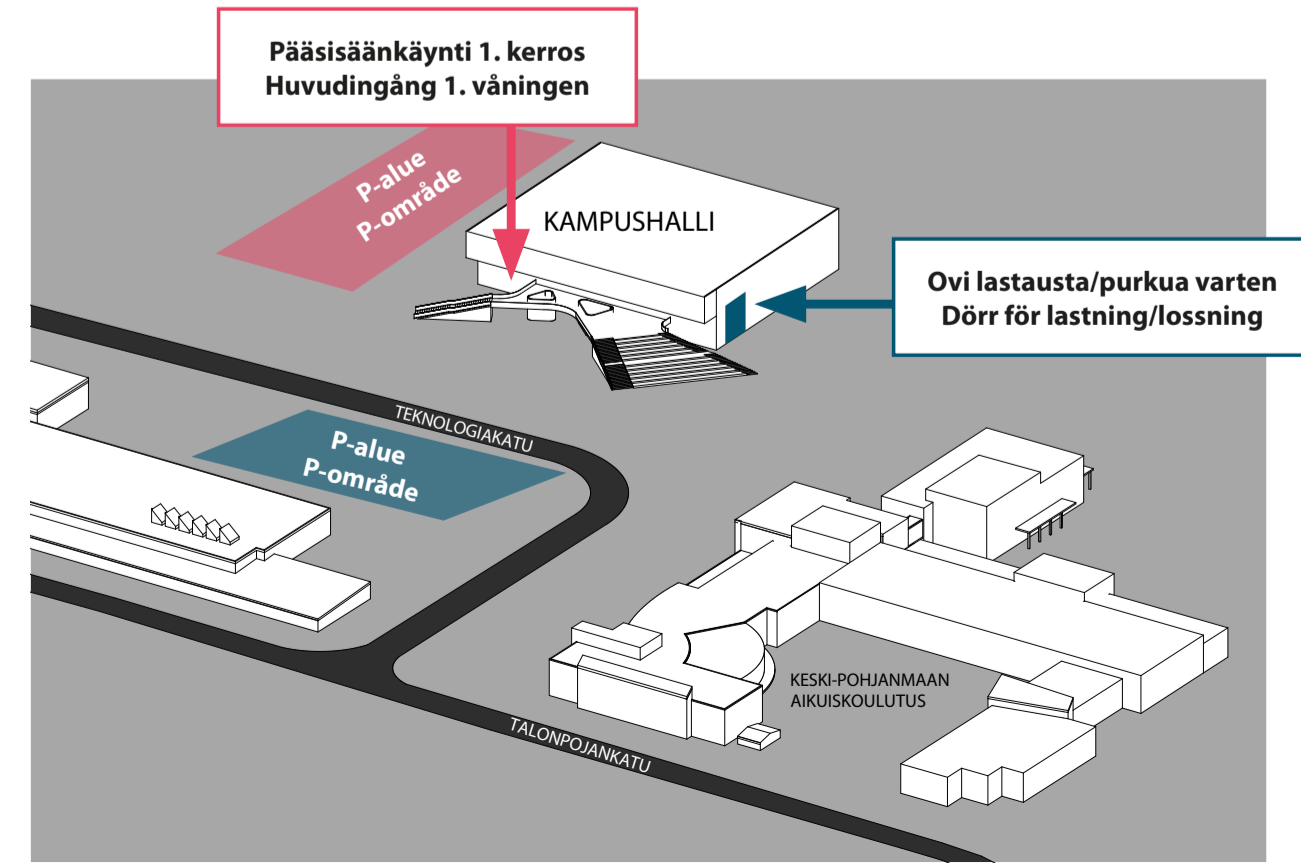 Pääsisäänkäynti 1. kerros
Huvudingång 1. våningen
P-alue
P-område
KAMPUSHALLI
Ovi lastausta/purkua varten
Dörr för lastning/lossning
TEKNOLOGIAKATU
P-alue
P-område
KESKI-POHJANMAAN
AIKUISKOULUTUS
TALONPOJANKATU